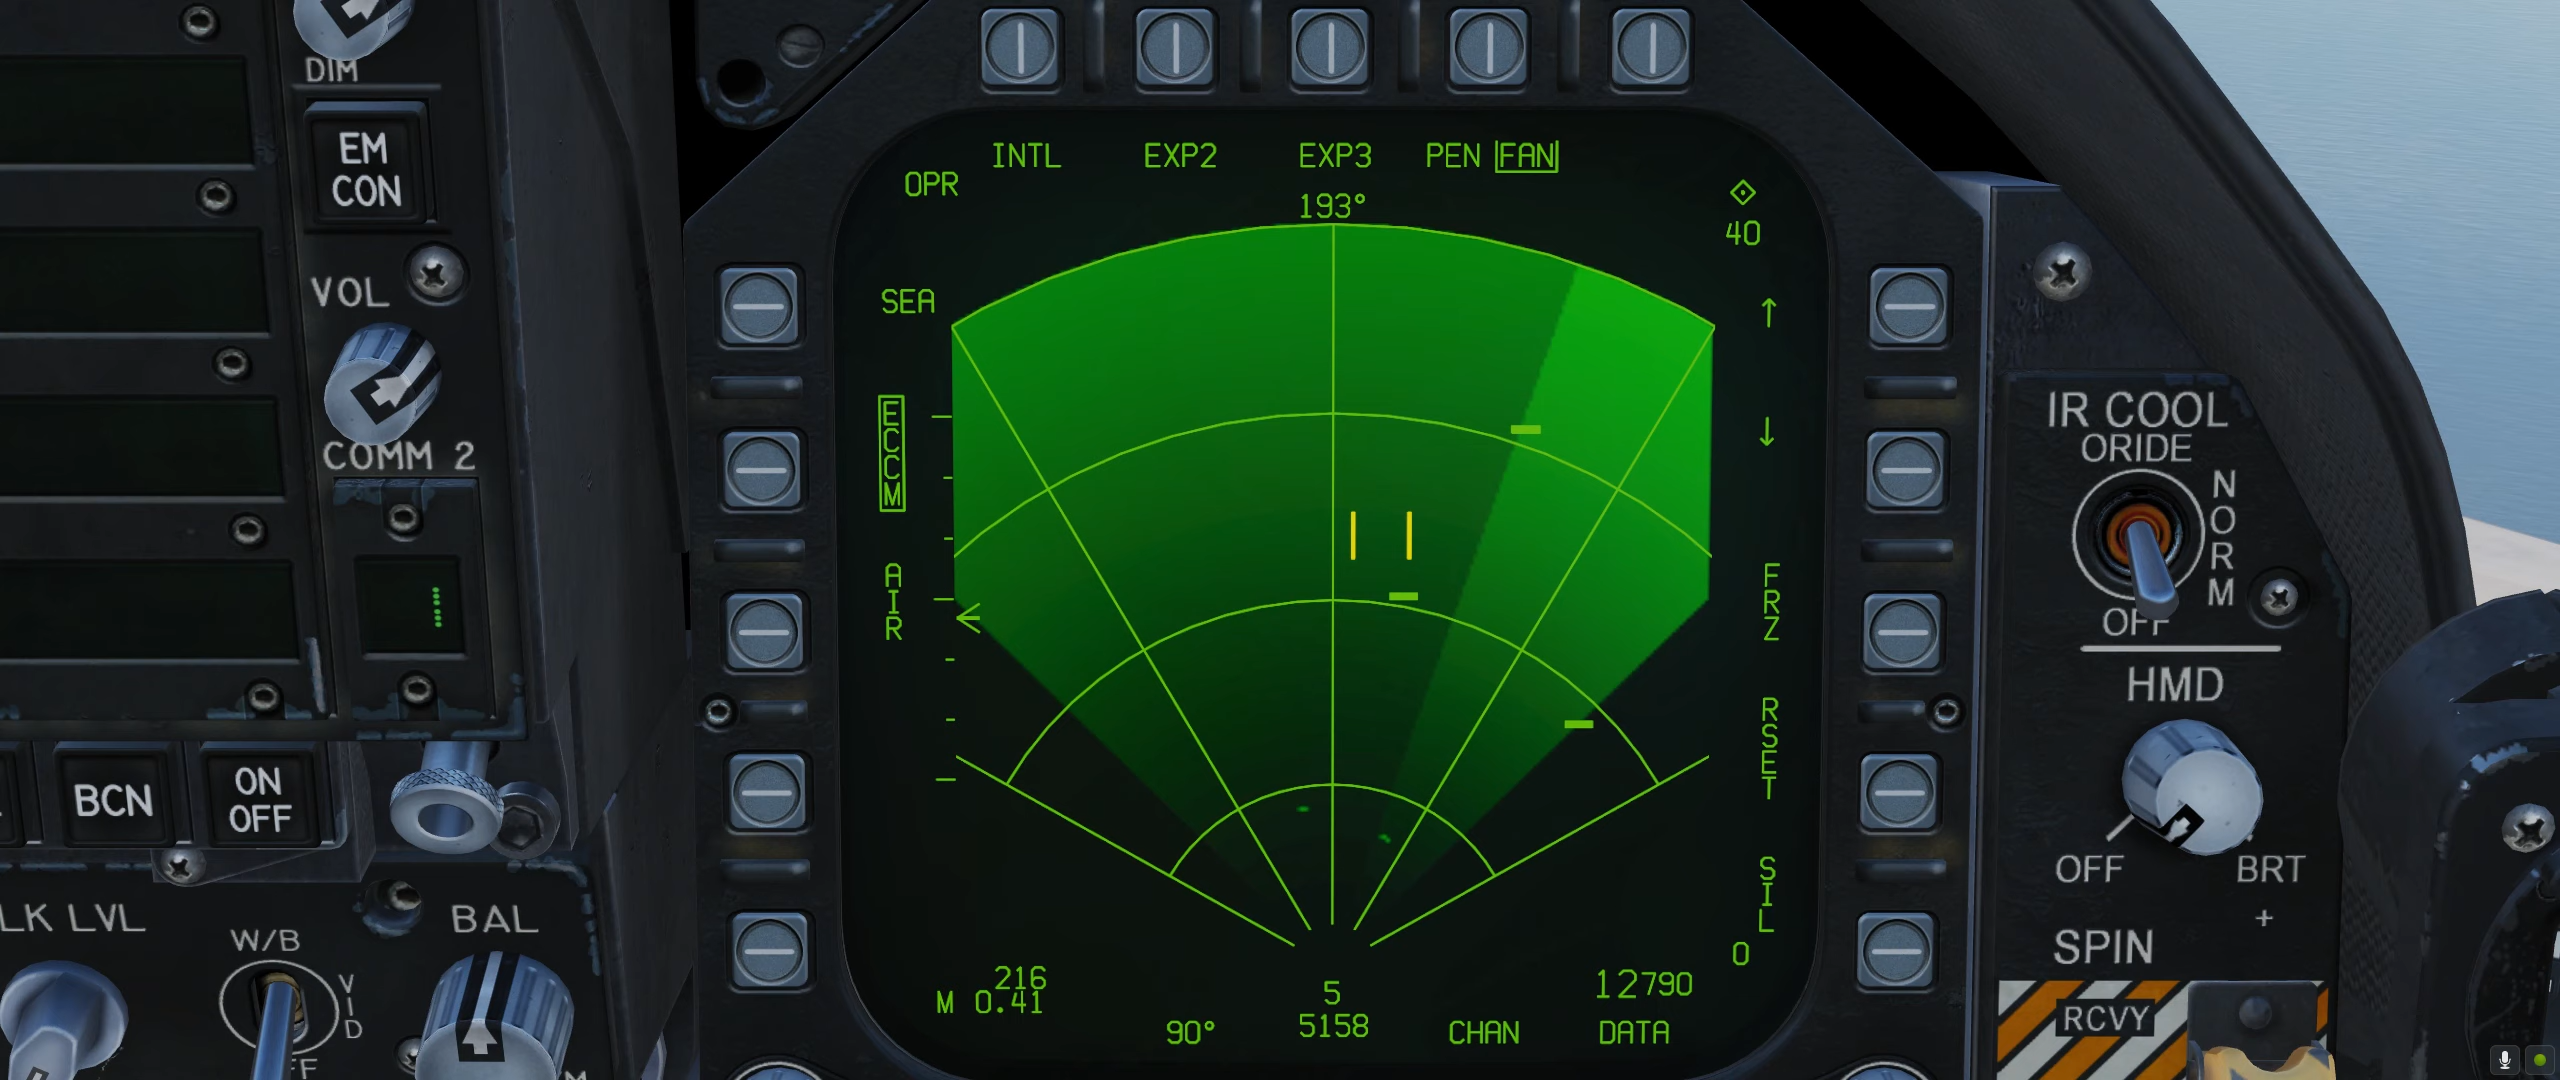 DIM
EM
CON
VOL
COMM 2
BCN
ON
OFF
LK LVL
W/B
VID
BAL
INTL EXP2 EXP3 PEN FAN
OPR
193°
40
SEA
ECCM
AIR
FRZ
RSET
SIL
0
216
M 0.41
5
12790
90°
5158
CHAN
DATA
IR COOL
ORIDE
NORM
OFF
HMD
OFF
BRT
SPIN
RCVY